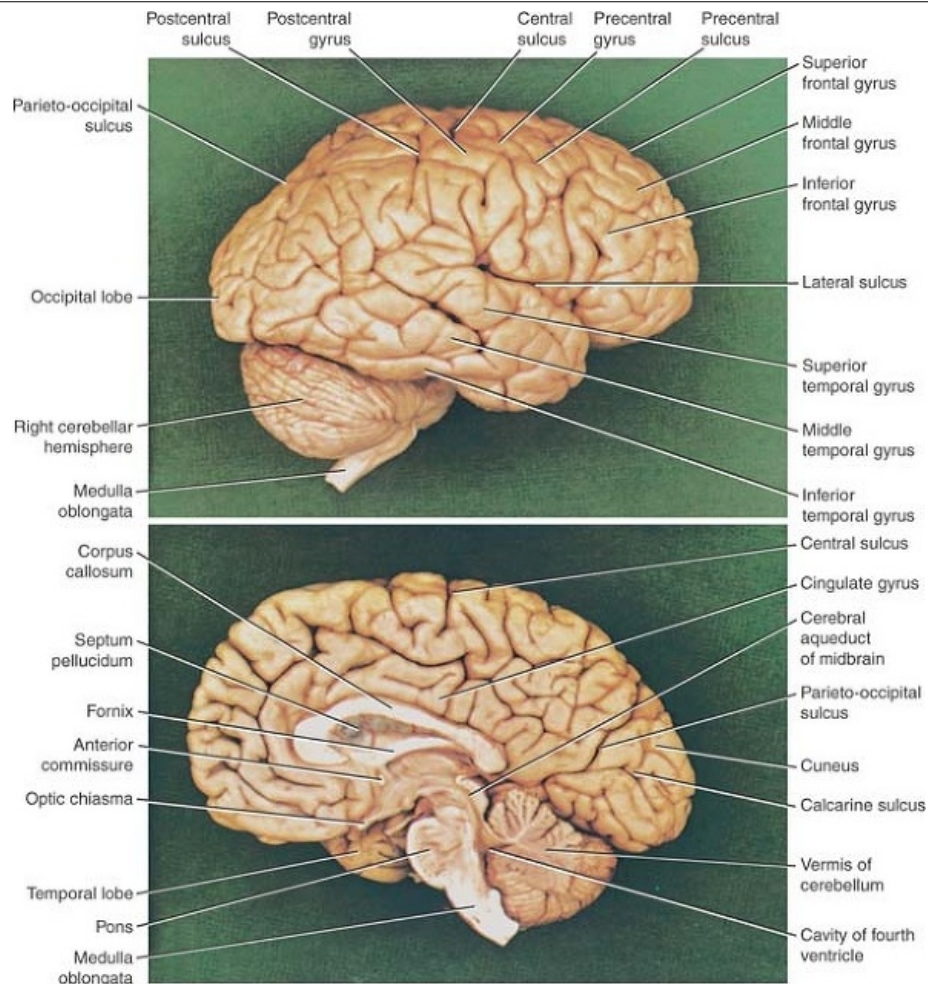 Postcentral
sulcus
Postcentral
gyrus
Central
sulcus
Precentral
gyrus
Precentral
sulcus
Superior
frontal gyrus
Parieto-occipital
sulcus
Middle
frontal gyrus
Inferior
frontal gyrus
Occipital lobe
Lateral sulcus
Superior
temporal gyrus
Right cerebellar
hemisphere
Middle
temporal gyrus
Medulla
oblongata
Inferior
temporal gyrus
Corpus
callosum
Central sulcus
Cingulate gyrus
Septum
pellucidum
Cerebral
aqueduct
of midbrain
Fornix
Parieto-occipital
sulcus
Anterior
commissure
Cuneus
Optic chiasma
Calcarine sulcus
Temporal lobe
Vermis of
cerebellum
Pons
Cavity of fourth
ventricle
Medulla
oblongata